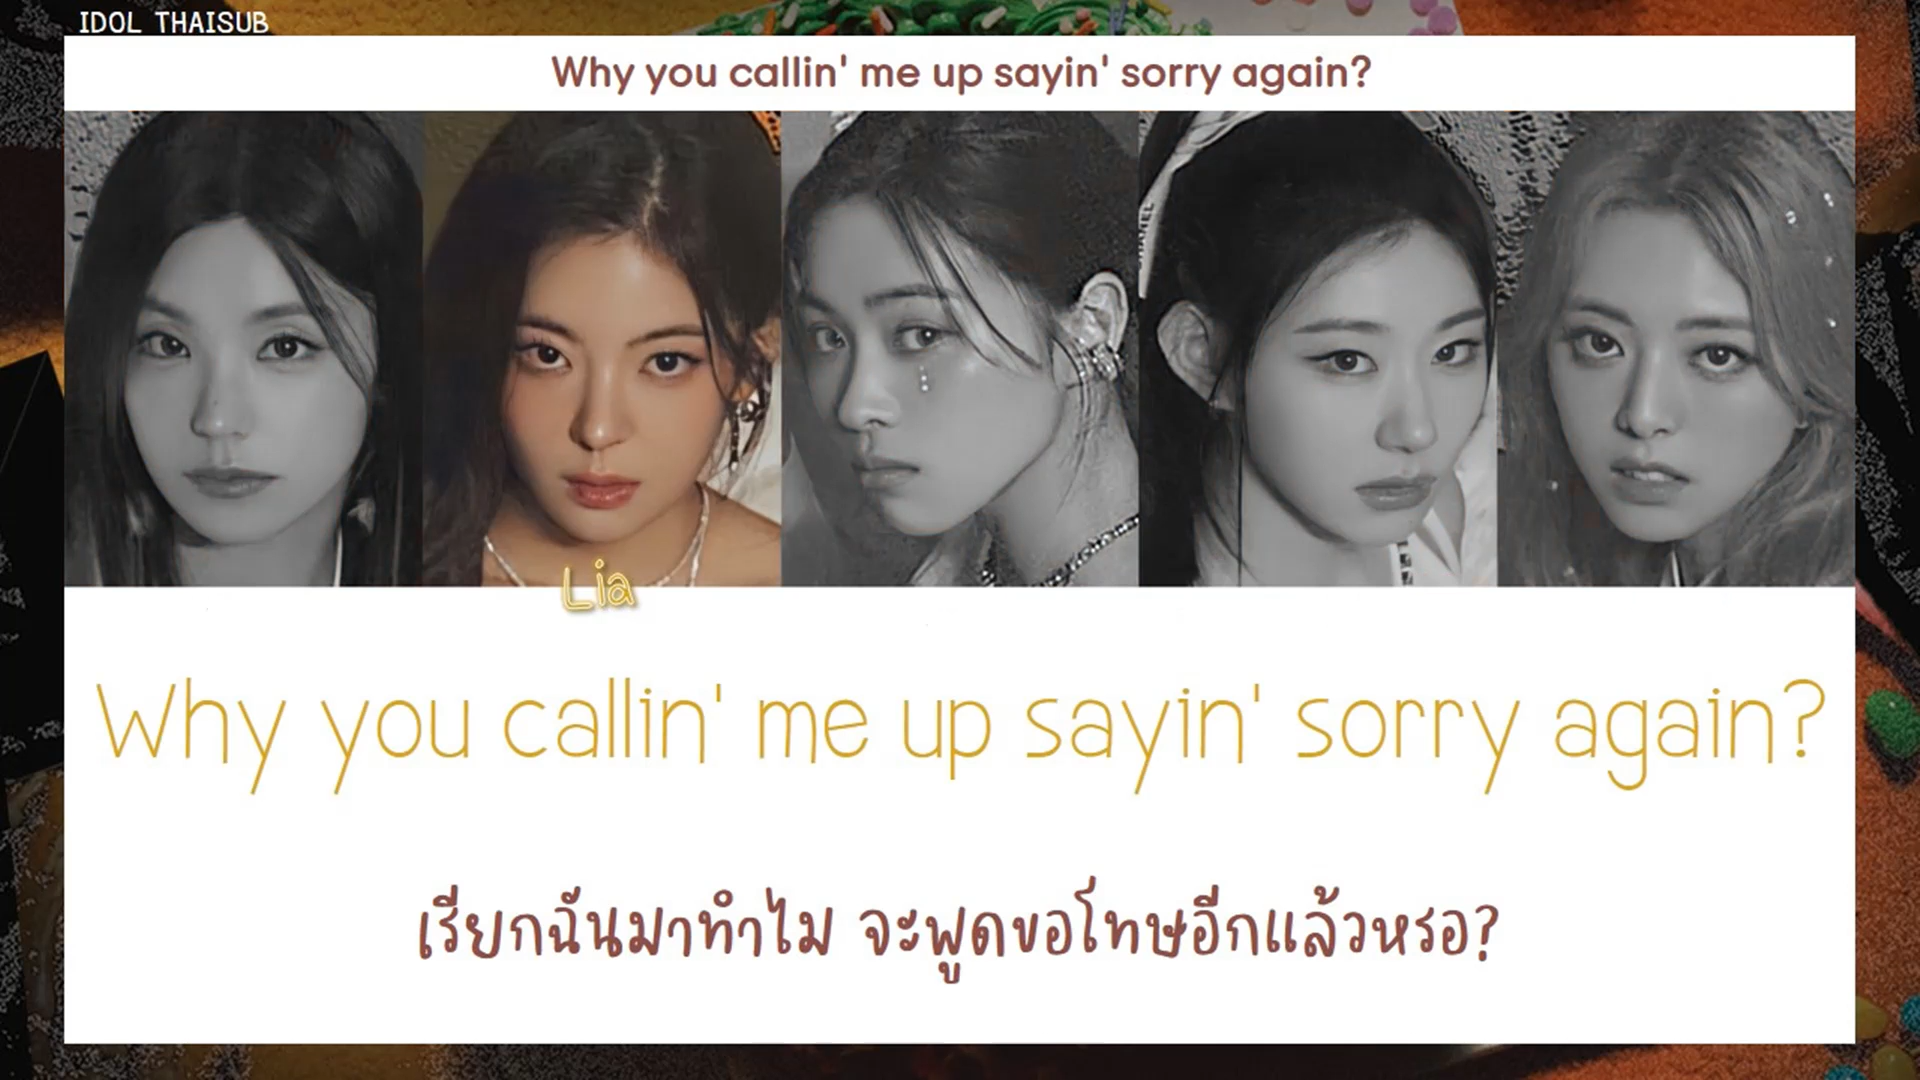 IDOL THAISUB
Why you callin' me up sayin' sorry again?
CHANEL
Lia
Why you callin' me up sayin' sorry again?
เรียกฉันมาทำไม จะพูดขอโทษอีกแล้วหรอ?